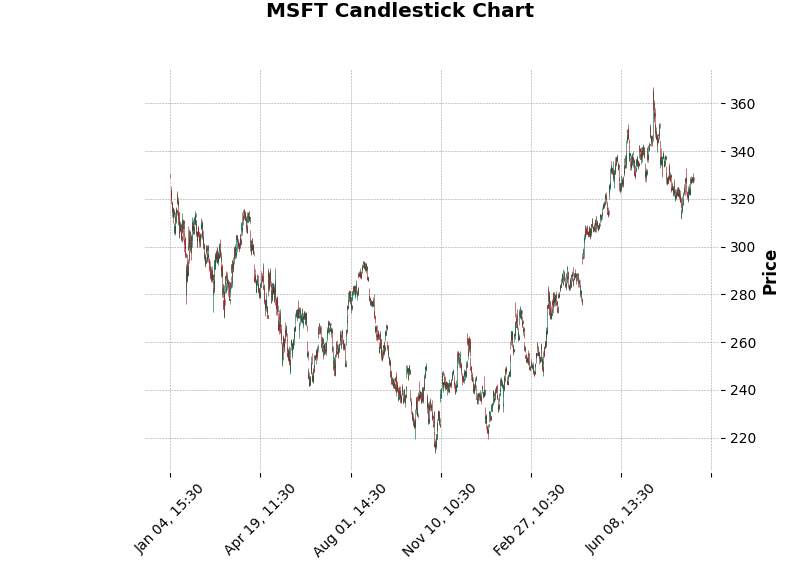 MSFT Candlestick Chart
360
340
320
300
280
260
240
220
Price
Jan 04, 15:30
Apr 19, 11:30
Aug 01, 14:30
Nov 10, 10:30
Feb 27, 10:30
Jun 08, 13:30